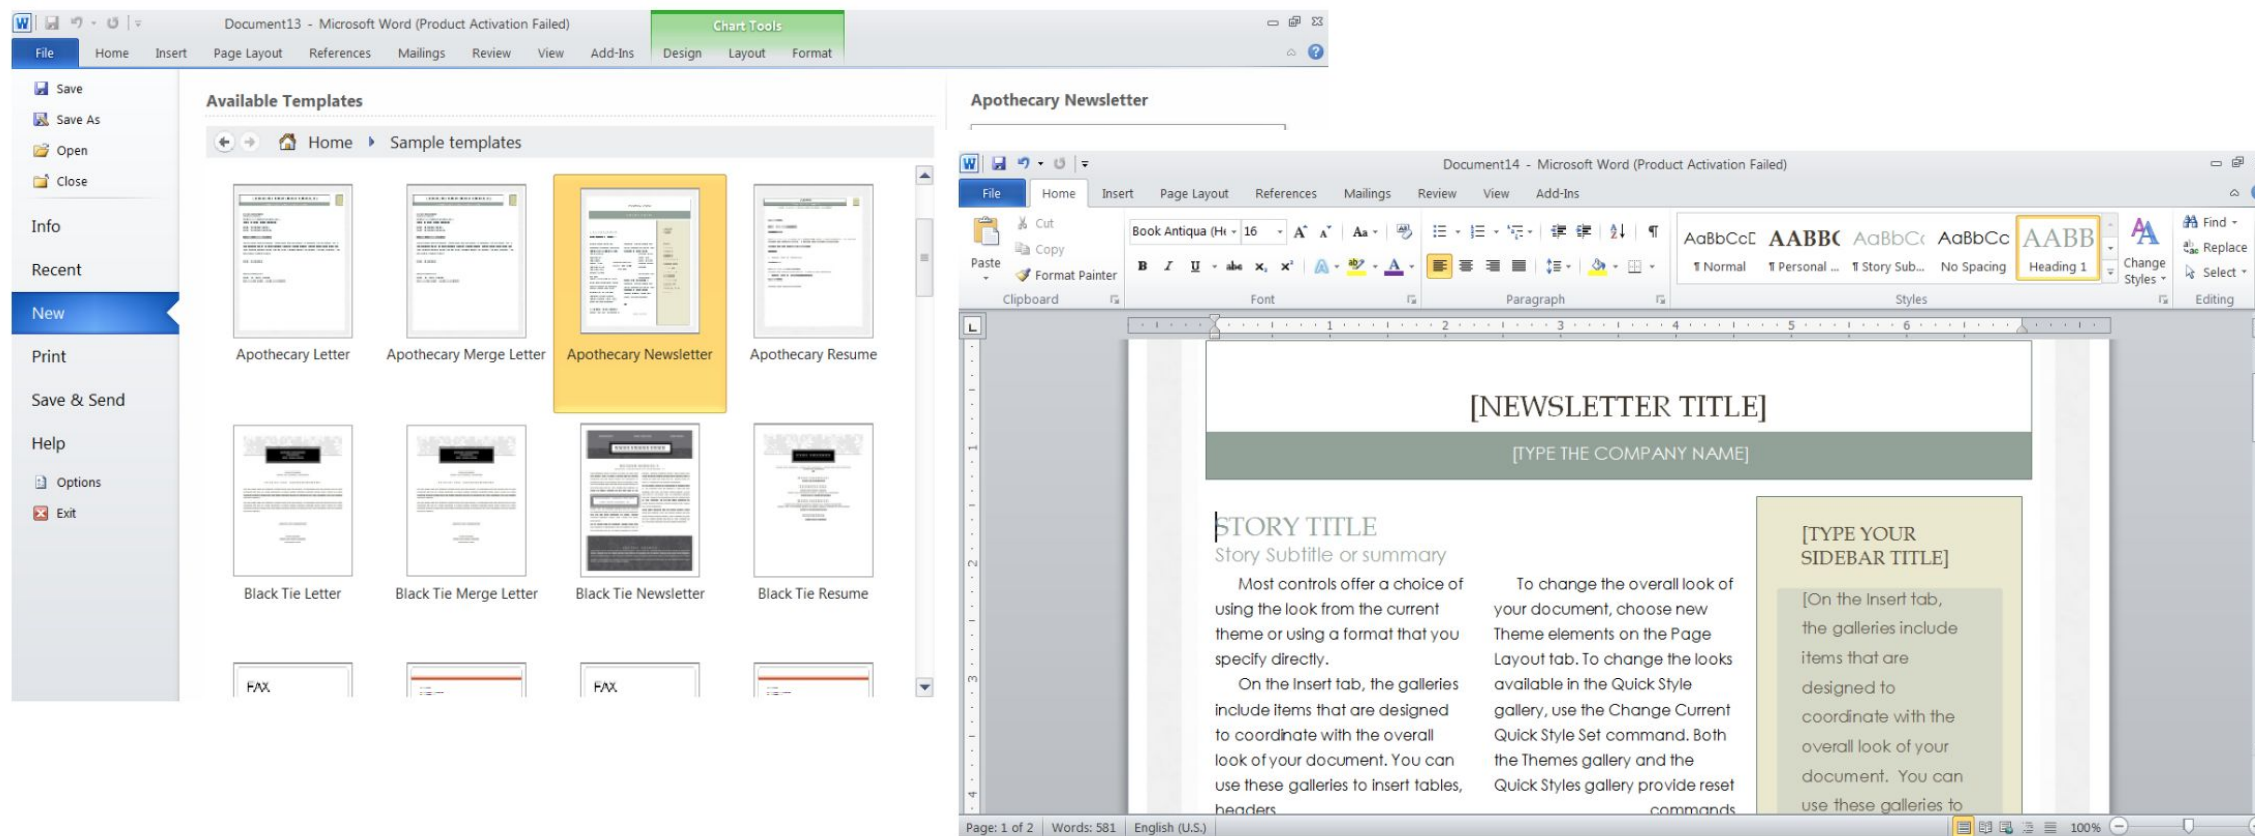 Document13 - Microsoft Word (Product Activation Failed)
Chart Tools
File Home Insert Page Layout References Mailings Review View Add-Ins Design Layout Format
Save
Save As
Open
Close
Info
Recent
New
Print
Save & Send
Help
Options
Exit
Available Templates
Home Sample templates
Apothecary Letter Apothecary Merge Letter Apothecary Newsletter Apothecary Resume
Black Tie Letter Black Tie Merge Letter Black Tie Newsletter Black Tie Resume
FAX FAX
Apothecary Newsletter
Document14 - Microsoft Word (Product Activation Failed)
File Home Insert Page Layout References Mailings Review View Add-Ins
Paste
Cut
Copy
Format Painter
Clipboard
Book Antiqua (He 16
Font
Paragraph
AaBbCcD AABBC AaBbCc AaBbCc AABB
¶ Normal ¶ Personal ... ¶ Story Sub... No Spacing Heading 1
Change
Styles
Styles
Find
Replace
Select
Editing
1 2 3 4 5 6
[NEWSLETTER TITLE]
[TYPE THE COMPANY NAME]
STORY TITLE
Story Subtitle or summary
Most controls offer a choice of
using the look from the current
theme or using a format that you
specify directly.
On the Insert tab, the galleries
include items that are designed
to coordinate with the overall
look of your document. You can
use these galleries to insert tables,
headers
To change the overall look of
your document, choose new
Theme elements on the Page
Layout tab. To change the looks
available in the Quick Style
gallery, use the Change Current
Quick Style Set command. Both
the Themes gallery and the
Quick Styles gallery provide reset
commands
[TYPE YOUR
SIDEBAR TITLE]
[On the Insert tab,
the galleries include
items that are
designed to
coordinate with the
overall look of your
document. You can
use these galleries to
Page: 1 of 2 Words: 581 English (U.S.) 100%